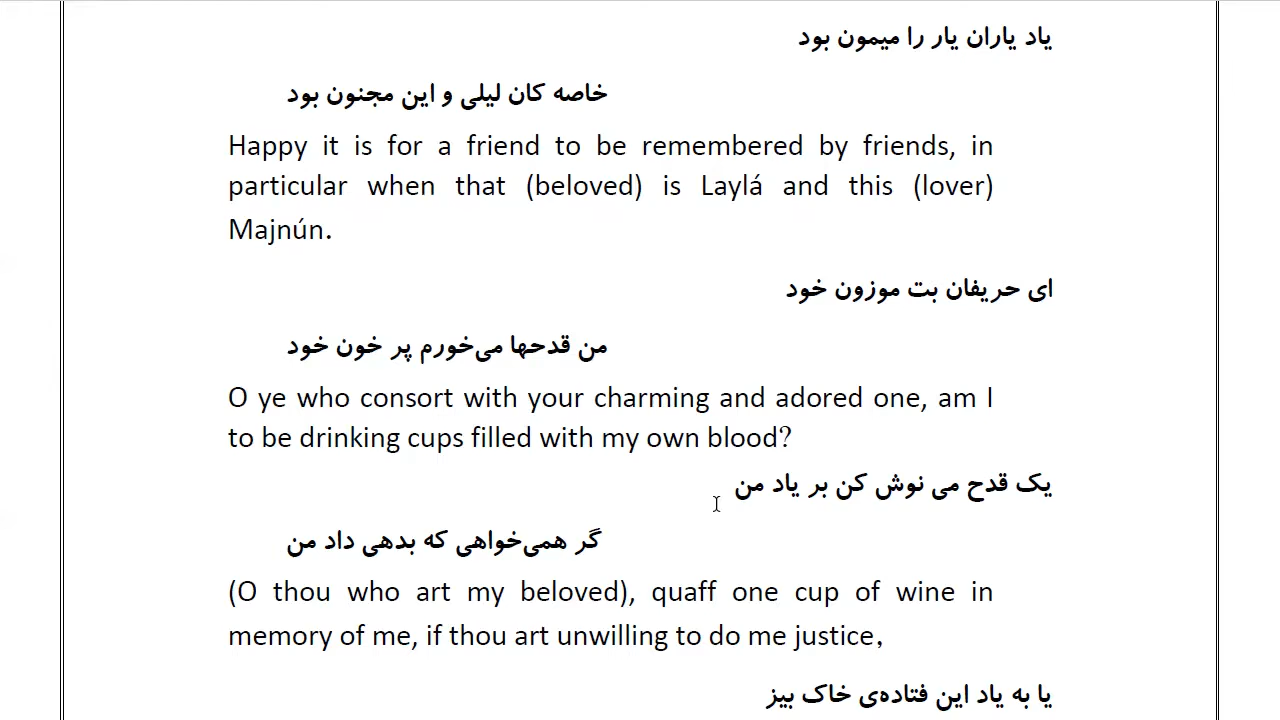 یاد یاران یار را میمون بود
خاصه کان لیلی و این مجنون بود
Happy it is for a friend to be remembered by friends, in
particular when that (beloved) is Laylá and this (lover)
Majnún.
ای حریفان بت موزون خود
من قدحها می‌خورم پر خون خود
O ye who consort with your charming and adored one, am I
to be drinking cups filled with my own blood?
یک قدح می نوش کن بر یاد من
گر همی‌خواهی که بدهی داد من
(O thou who art my beloved), quaff one cup of wine in
memory of me, if thou art unwilling to do me justice,
یا به یاد این فتاده‌ی خاک بیز